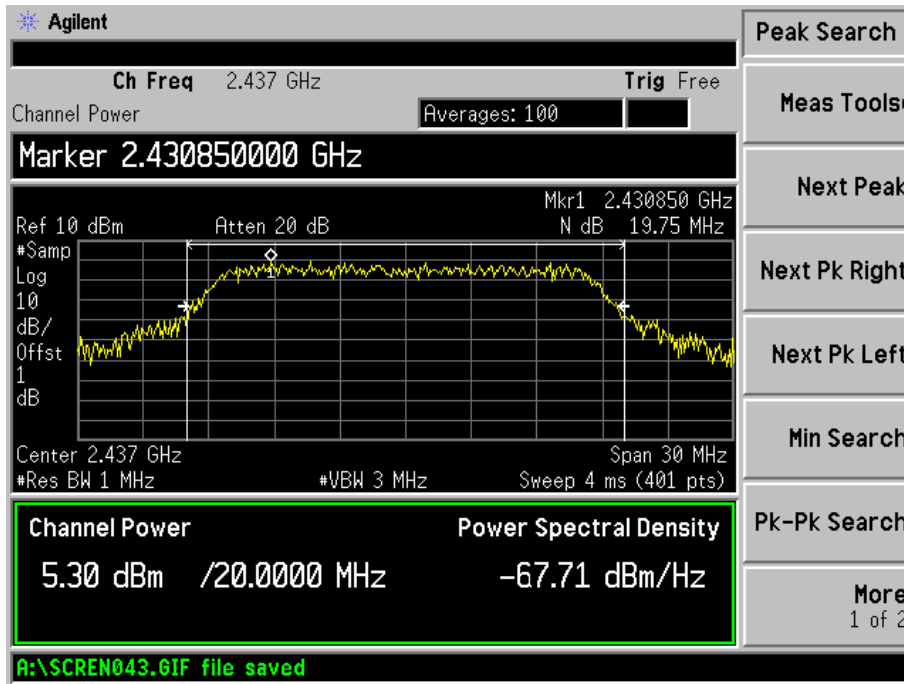 Agilent
Peak Search
Ch Freq 2.437 GHz Trig Free
Channel Power Averages: 100
Meas Tools
Marker 2.430850000 GHz
Next Peak
Mkr1 2.430850 GHz
Ref 10 dBm Atten 20 dB N dB 19.75 MHz
#Samp
Log
10
dB/
Offst
1
dB
1
Next Pk Right
Next Pk Left
Min Search
Center 2.437 GHz Span 30 MHz
#Res BW 1 MHz #VBW 3 MHz Sweep 4 ms (401 pts)
Channel Power Power Spectral Density
Pk-Pk Search
5.30 dBm /20.0000 MHz -67.71 dBm/Hz
More
1 of 2
A:\SCREN043.GIF file saved